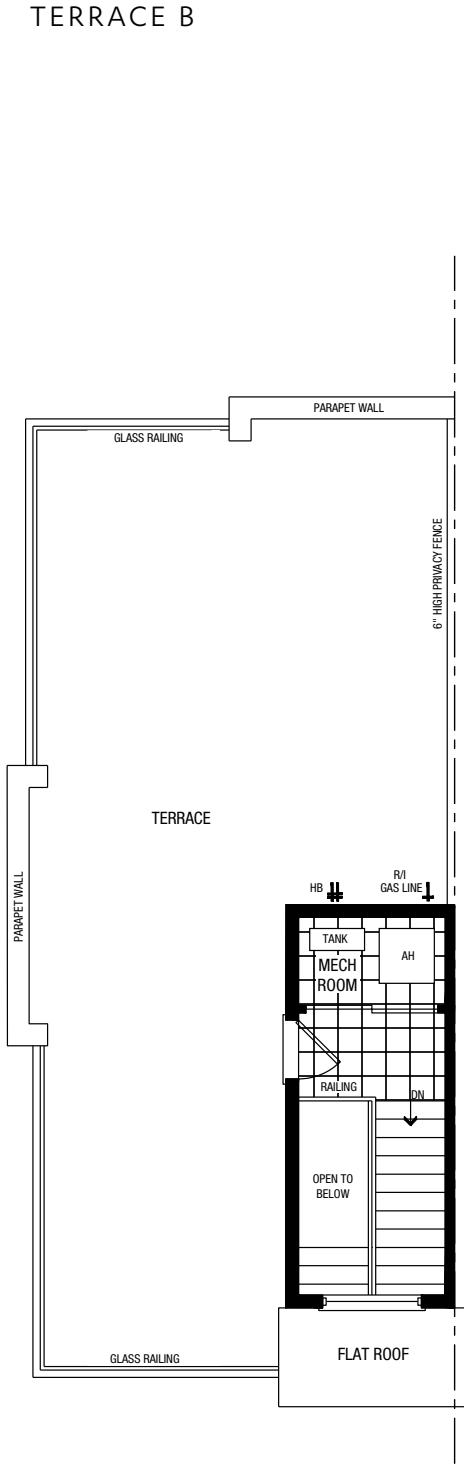 TERRACE B
PARAPET WALL
GLASS RAILING
6" HIGH PRIVACY FENCE
TERRACE
PARAPET WALL
HB
R/I
GAS LINE
TANK
AH
MECH
ROOM
RAILING
DN
OPEN TO
BELOW
FLAT ROOF
GLASS RAILING